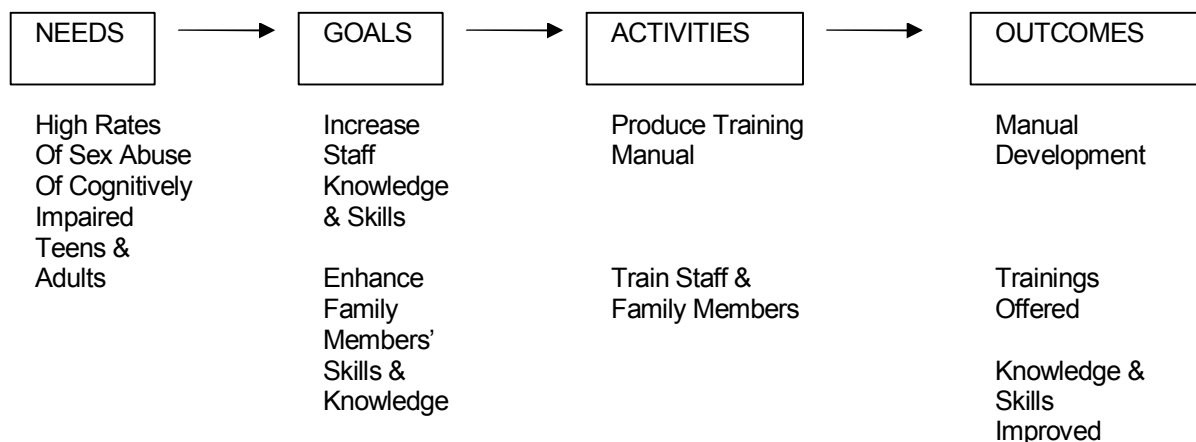 NEEDS
GOALS
ACTIVITIES
OUTCOMES
High Rates
Of Sex Abuse
Of Cognitively
Impaired
Teens &
Adults
Increase
Staff
Knowledge
& Skills
Enhance
Family
Members’
Skills &
Knowledge
Produce Training
Manual
Train Staff &
Family Members
Manual
Development
Trainings
Offered
Knowledge &
Skills
Improved